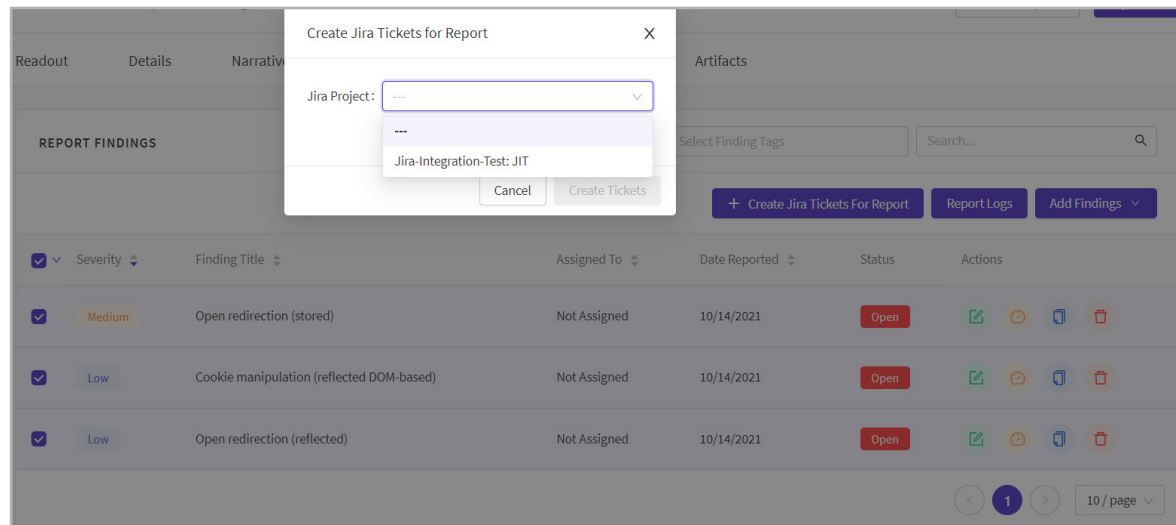 Create Jira Tickets for Report
Readout Details Narrative Artifacts
Jira Project: ---
---
Jira-Integration-Test: JIT
REPORT FINDINGS Select Finding Tags Search...
Cancel Create Tickets
+ Create Jira Tickets For Report Report Logs Add Findings
Severity Finding Title Assigned To Date Reported Status Actions
Medium Open redirection (stored) Not Assigned 10/14/2021 Open
Low Cookie manipulation (reflected DOM-based) Not Assigned 10/14/2021 Open
Low Open redirection (reflected) Not Assigned 10/14/2021 Open
1 10 / page